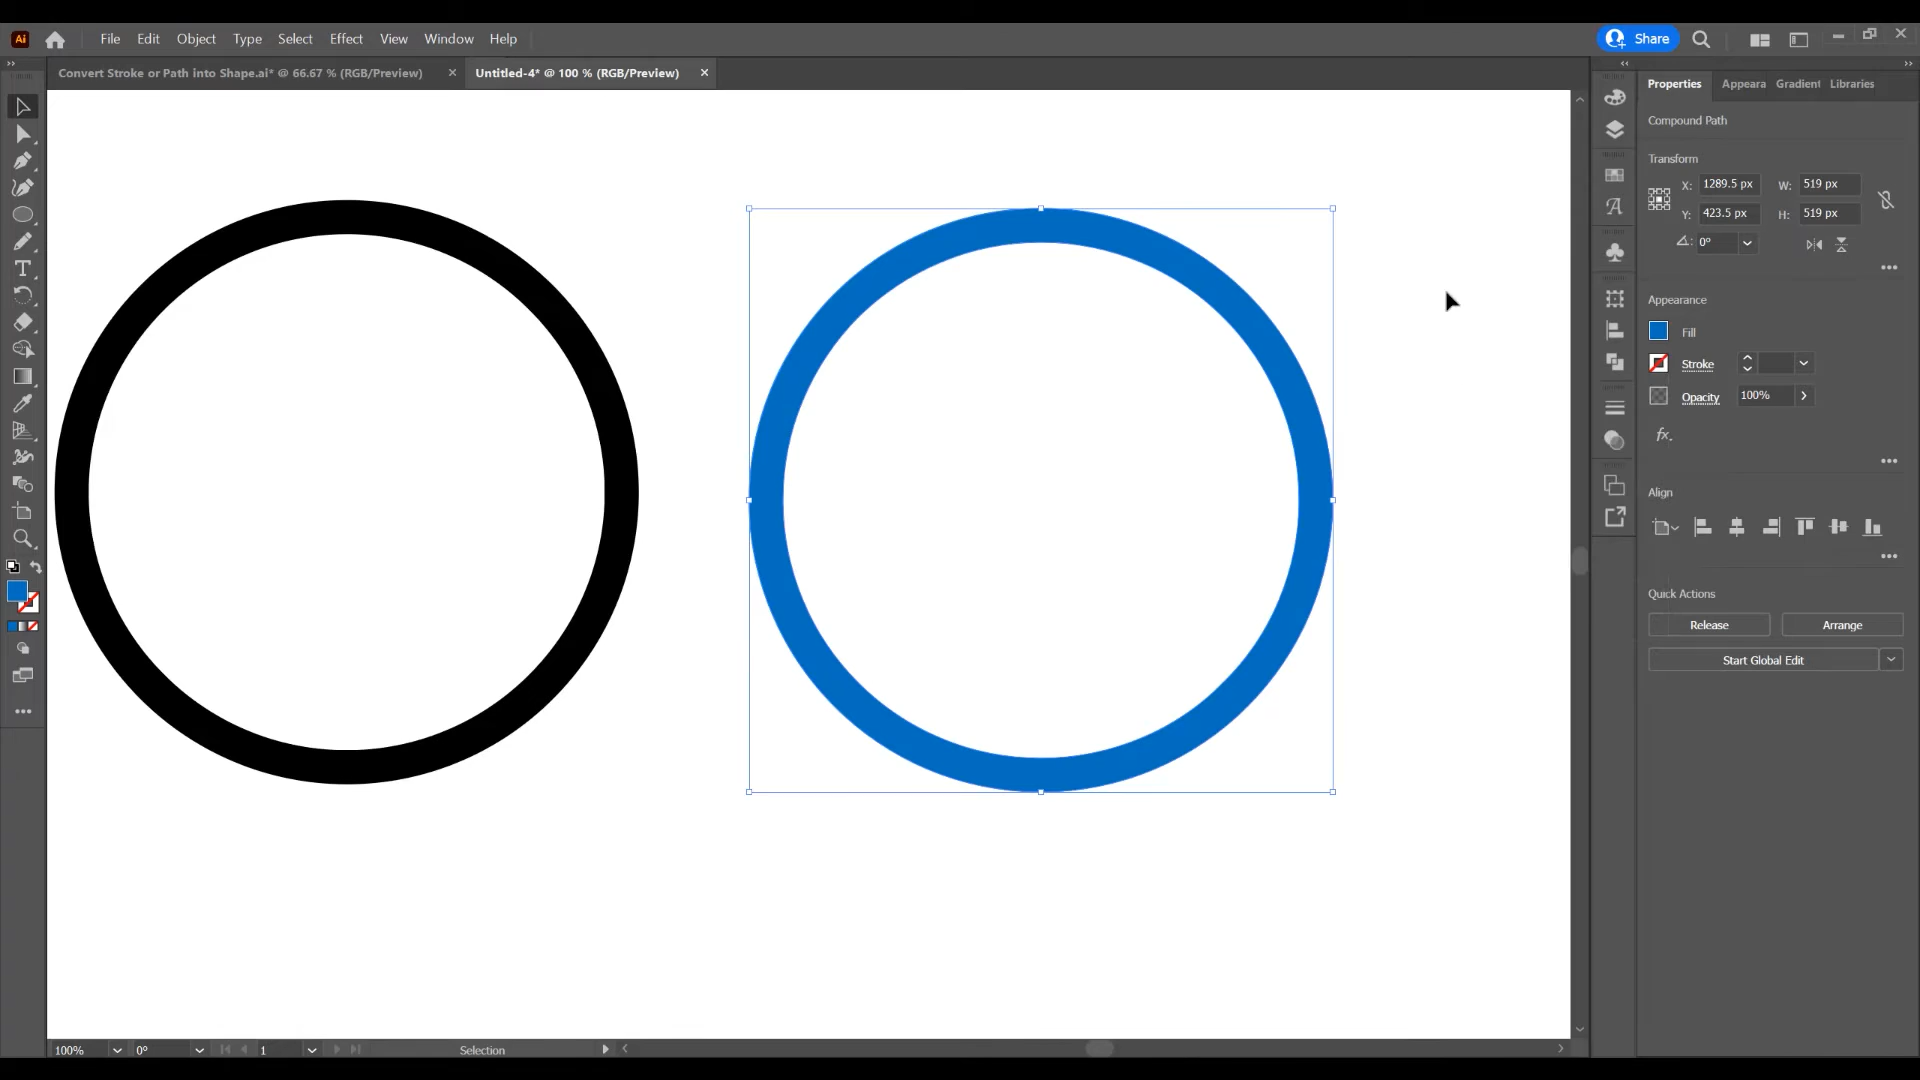 Ai File Edit Object Type Select Effect View Window Help Share
Convert Stroke or Path into Shape.ai* @ 66.67 % (RGB/Preview) Untitled-4* @ 100 % (RGB/Preview)
Properties Appeara Gradient Libraries
Compound Path
Transform
X: 1289.5 px W: 519 px
Y: 423.5 px H: 519 px
0°
Appearance
Fill
Stroke
Opacity 100%
fx.
Align
Quick Actions
Release Arrange
Start Global Edit
100% 0° 1 Selection